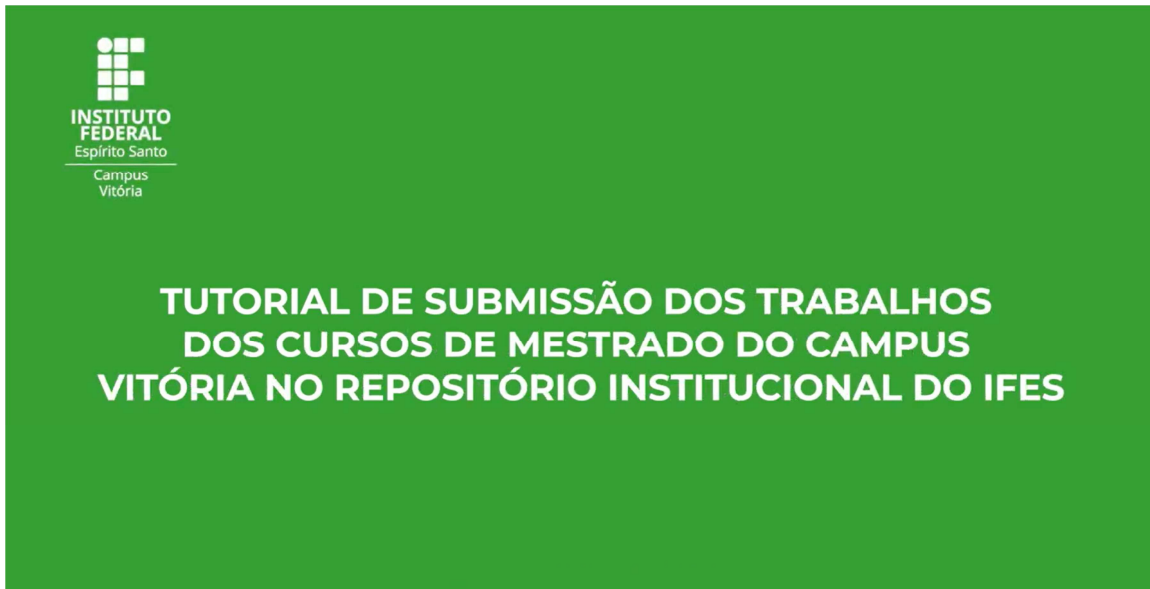 INSTITUTO
FEDERAL
Espírito Santo
Campus
Vitória
TUTORIAL DE SUBMISSÃO DOS TRABALHOS
DOS CURSOS DE MESTRADO DO CAMPUS
VITÓRIA NO REPOSITÓRIO INSTITUCIONAL DO IFES